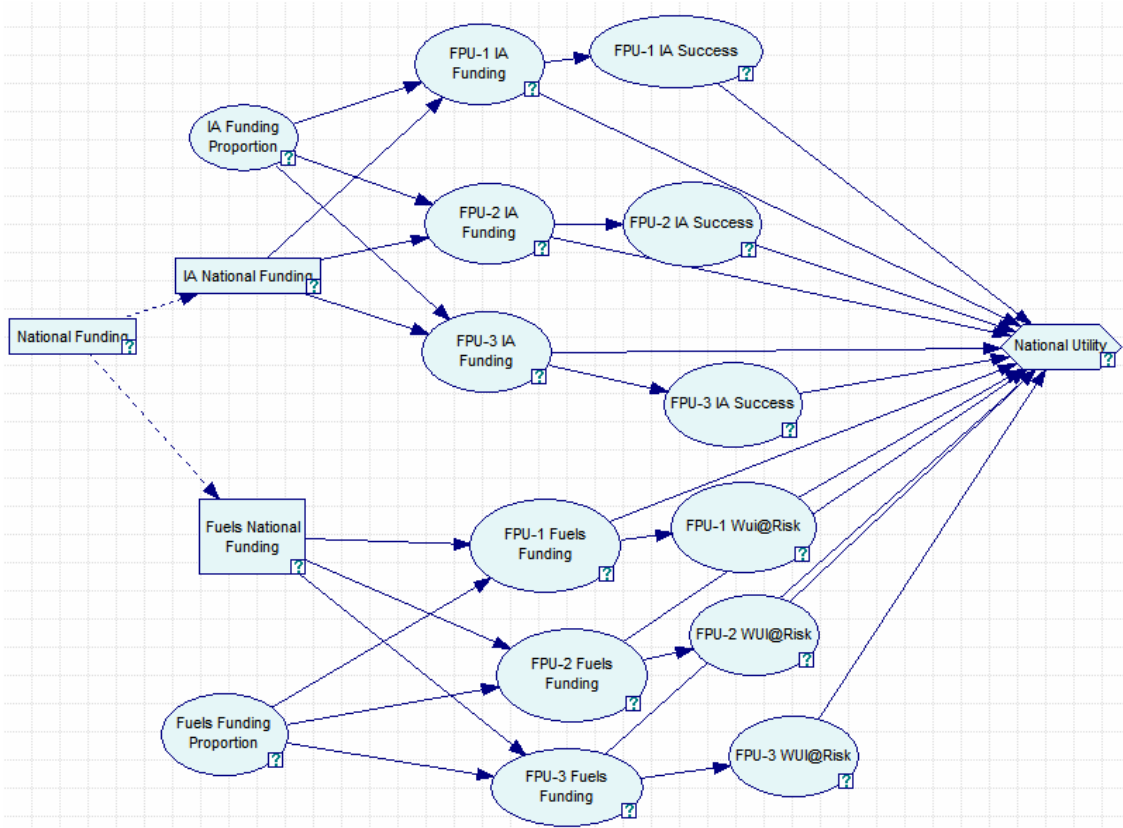 FPU-1 IA
Funding
?
FPU-1 IA Success
?
IA Funding
Proportion
?
FPU-2 IA
Funding
?
FPU-2 IA Success
?
IA National Funding
?
National Funding
?
FPU-3 IA
Funding
?
National Utility
?
FPU-3 IA Success
?
Fuels National
Funding
?
FPU-1 Fuels
Funding
?
FPU-1 Wui@Risk
?
FPU-2 Fuels
Funding
?
FPU-2 WUI@Risk
?
Fuels Funding
Proportion
?
FPU-3 Fuels
Funding
?
FPU-3 WUI@Risk
?